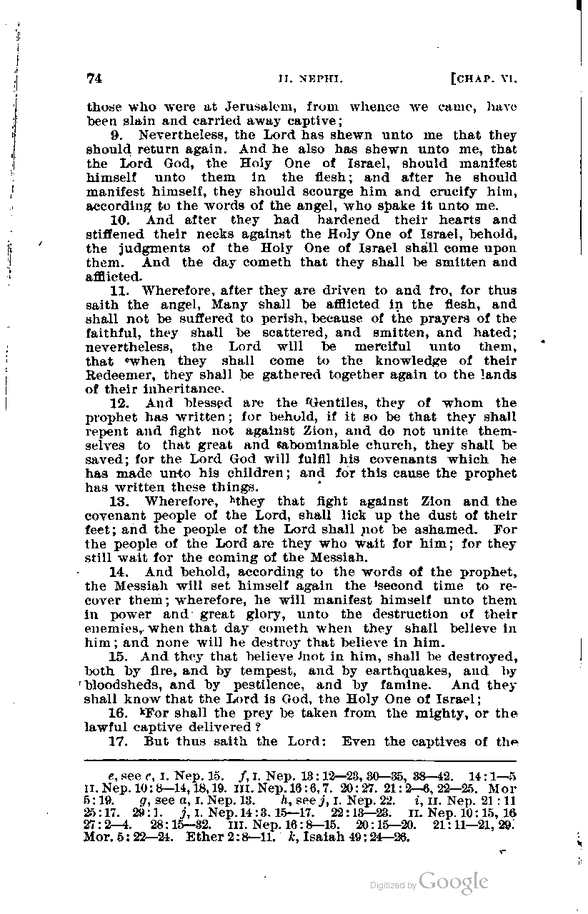 74 II. NEPHI. [CHAP. VI.
those who were at Jerusalem, from whence we came, have
been slain and carried away captive;
9. Nevertheless, the Lord has shewn unto me that they
should return again. And he also has shewn unto me, that
the Lord God, the Holy One of Israel, should manifest
himself unto them in the flesh; and after he should
manifest himself, they should scourge him and crucify him,
according to the words of the angel, who spake it unto me.
10. And after they had hardened their hearts and
stiffened their necks against the Holy One of Israel, behold,
the judgments of the Holy One of Israel shall come upon
them. And the day cometh that they shall be smitten and
afflicted.
11. Wherefore, after they are driven to and fro, for thus
saith the angel, Many shall be afflicted in the flesh, and
shall not be suffered to perish, because of the prayers of the
faithful, they shall be scattered, and smitten, and hated;
nevertheless, the Lord will be merciful unto them,
that ewhen they shall come to the knowledge of their
Redeemer, they shall be gathered together again to the lands
of their inheritance.
12. And blessed are the fGentiles, they of whom the
prophet has written; for behold, if it so be that they shall
repent and fight not against Zion, and do not unite them-
selves to that great and gabominable church, they shall be
saved; for the Lord God will fulfil his covenants which he
has made unto his children; and for this cause the prophet
has written these things.
13. Wherefore, hthey that fight against Zion and the
covenant people of the Lord, shall lick up the dust of their
feet; and the people of the Lord shall not be ashamed. For
the people of the Lord are they who wait for him; for they
still wait for the coming of the Messiah.
14. And behold, according to the words of the prophet,
the Messiah will set himself again the isecond time to re-
cover them; wherefore, he will manifest himself unto them
in power and great glory, unto the destruction of their
enemies, when that day cometh when they shall believe in
him; and none will he destroy that believe in him.
15. And they that believe jnot in him, shall be destroyed,
both by fire, and by tempest, and by earthquakes, and by
bloodsheds, and by pestilence, and by famine. And they
shall know that the Lord is God, the Holy One of Israel;
16. kFor shall the prey be taken from the mighty, or the
lawful captive delivered?
17. But thus saith the Lord: Even the captives of the
e, see c, I. Nep. 15. f, I. Nep. 13:12—23, 30—35, 38—42. 14:1—5
II. Nep. 10:8—14, 18, 19. III. Nep. 16:6, 7. 20:27. 21:2—6, 22—25. Mor
5:19. g, see a, I. Nep. 13. h, see j, I. Nep. 22. i, II. Nep. 21:11
25:17. 29:1. j, I. Nep. 14:3. 15—17. 22:13—23. II. Nep. 10:15, 16
27:2—4. 28:15—32. III. Nep. 16:8—15. 20:15—20. 21:11—21, 29.
Mor. 5:22—24. Ether 2:8—11. k, Isaiah 49:24—26.
Digitized by Google